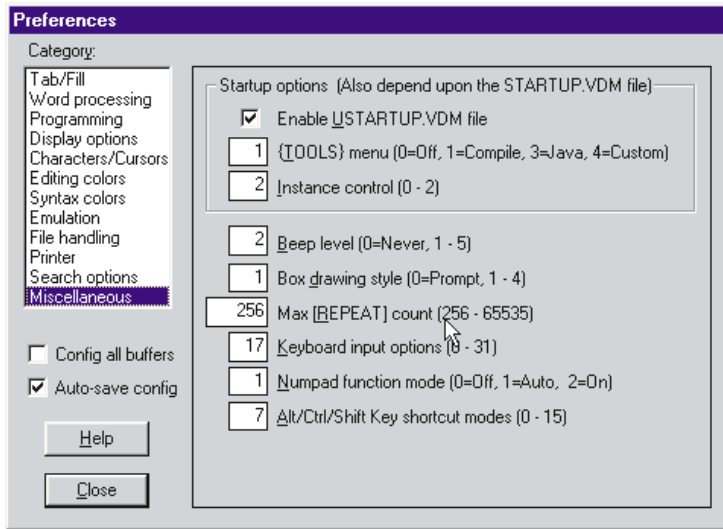 Preferences
Category:
Tab/Fill
Word processing
Programming
Display options
Characters/Cursors
Editing colors
Syntax colors
Emulation
File handling
Printer
Search options
Miscellaneous
Config all buffers
Auto-save config
Help
Close
Startup options (Also depend upon the STARTUP.VDM file)
Enable USTARTUP.VDM file
1 {TOOLS} menu (0=Off, 1=Compile, 3=Java, 4=Custom)
2 Instance control (0 - 2)
2 Beep level (0=Never, 1 - 5)
1 Box drawing style (0=Prompt, 1 - 4)
256 Max [REPEAT] count (256 - 65535)
17 Keyboard input options (0 - 31)
1 Numpad function mode (0=Off, 1=Auto, 2=On)
7 Alt/Ctrl/Shift Key shortcut modes (0 - 15)